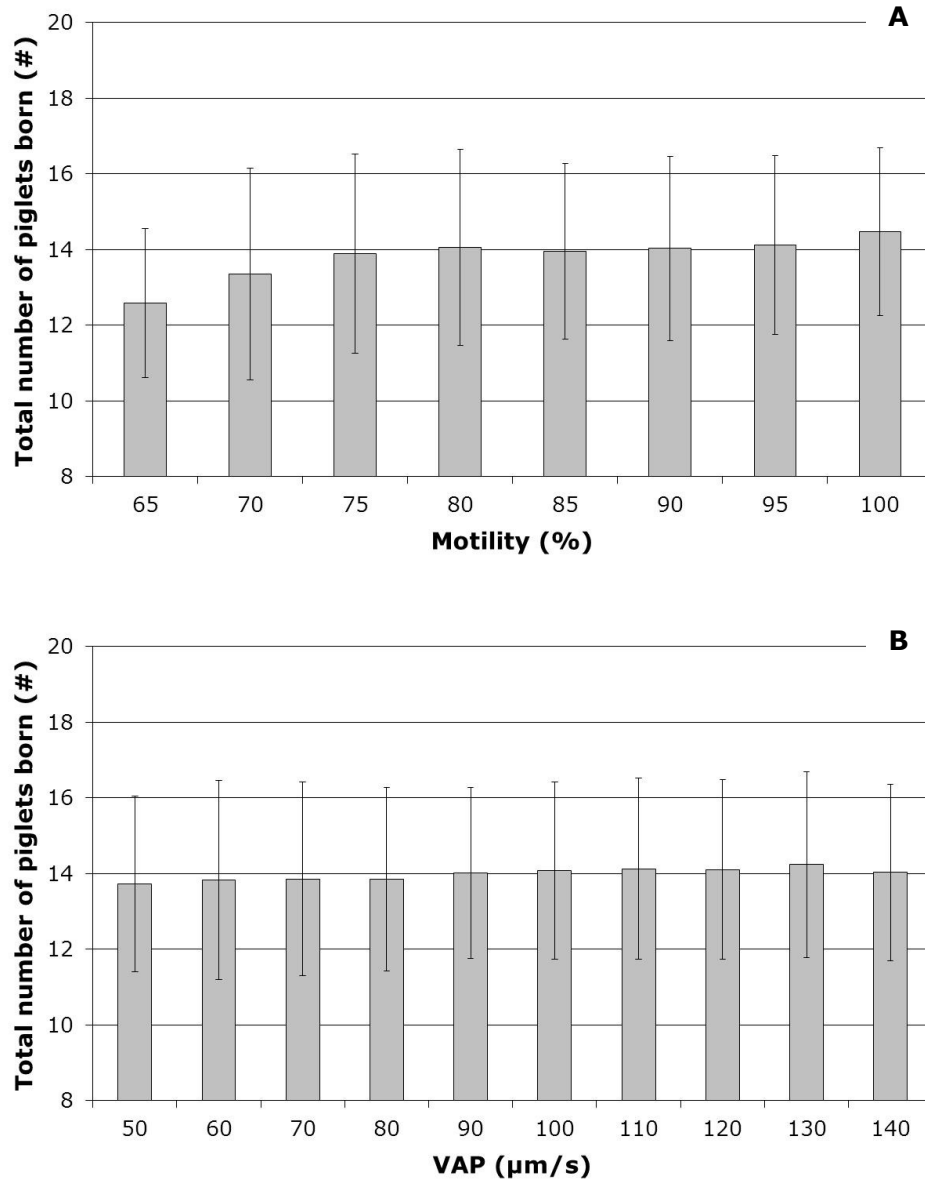 A
Total number of piglets born (#)
20
18
16
14
12
10
8
65 70 75 80 85 90 95 100
Motility (%)
B
Total number of piglets born (#)
20
18
16
14
12
10
8
50 60 70 80 90 100 110 120 130 140
VAP (µm/s)